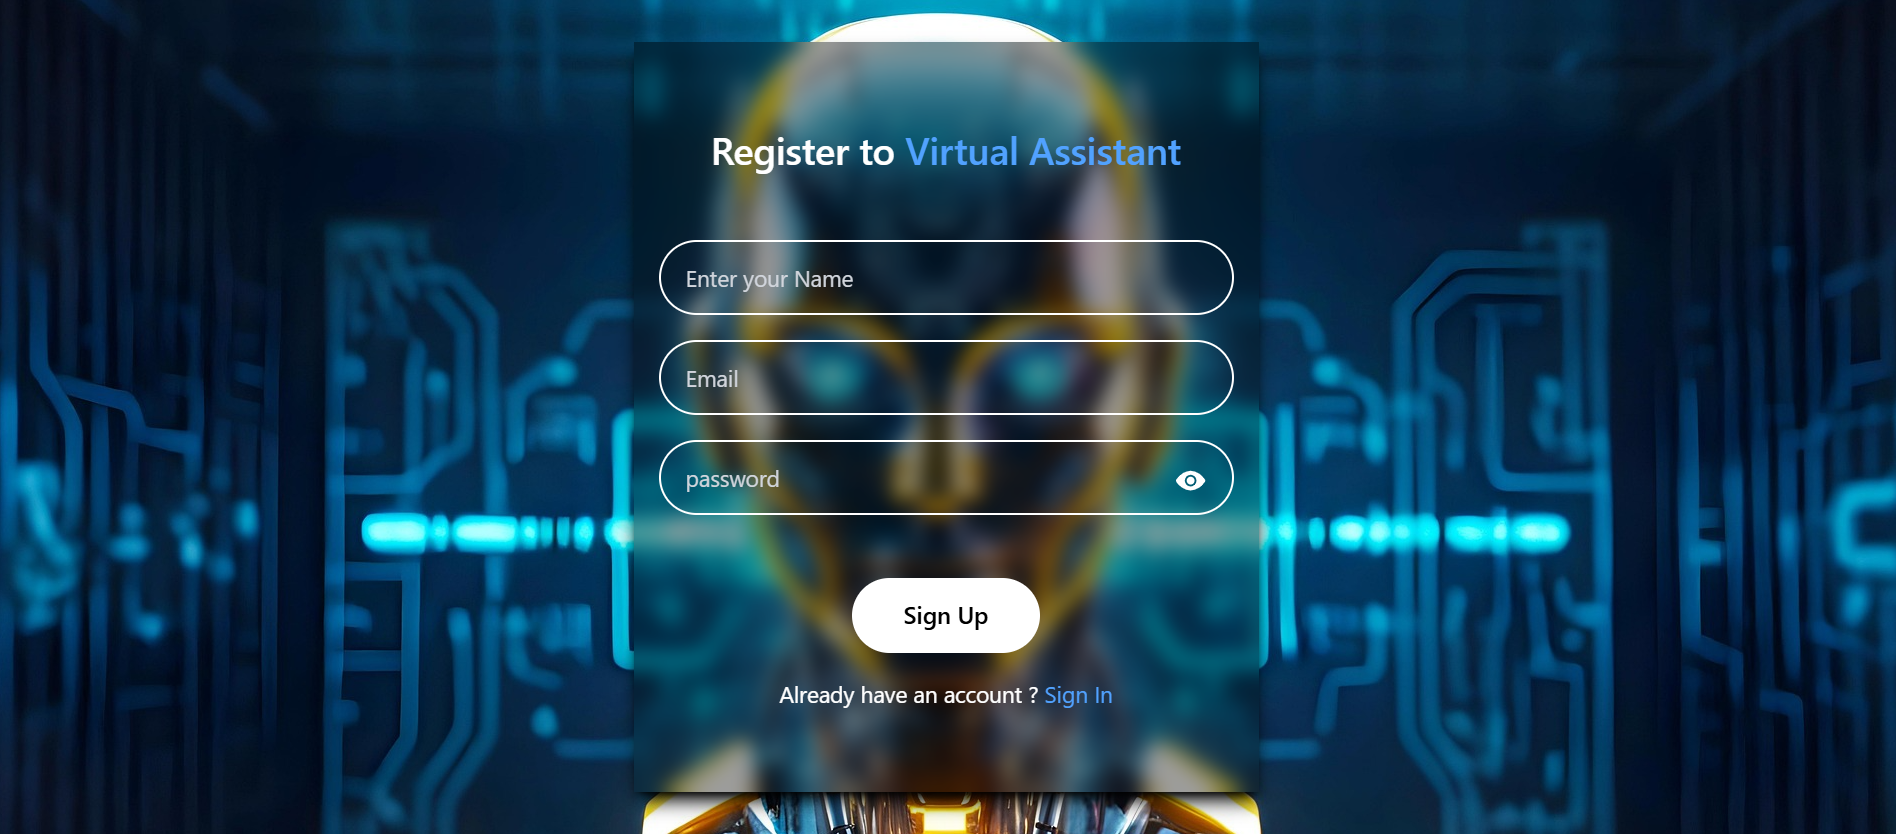 Register to Virtual Assistant
Enter your Name
Email
password
Sign Up
Already have an account ? Sign In